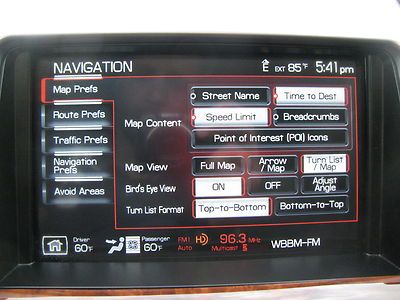 NAVIGATION
E EXT 85°F 5:41 pm
Map Prefs
Route Prefs
Traffic Prefs
Navigation Prefs
Avoid Areas
Map Content
Street Name
Time to Dest
Speed Limit
Breadcrumbs
Point of Interest (POI) Icons
Map View
Full Map
Arrow / Map
Turn List / Map
Bird's Eye View
ON
OFF
Adjust Angle
Turn List Format
Top-to-Bottom
Bottom-to-Top
Driver 60°F
Passenger 60°F
FM1 HD 96.3 MHz
Auto Multicast
WBBM-FM